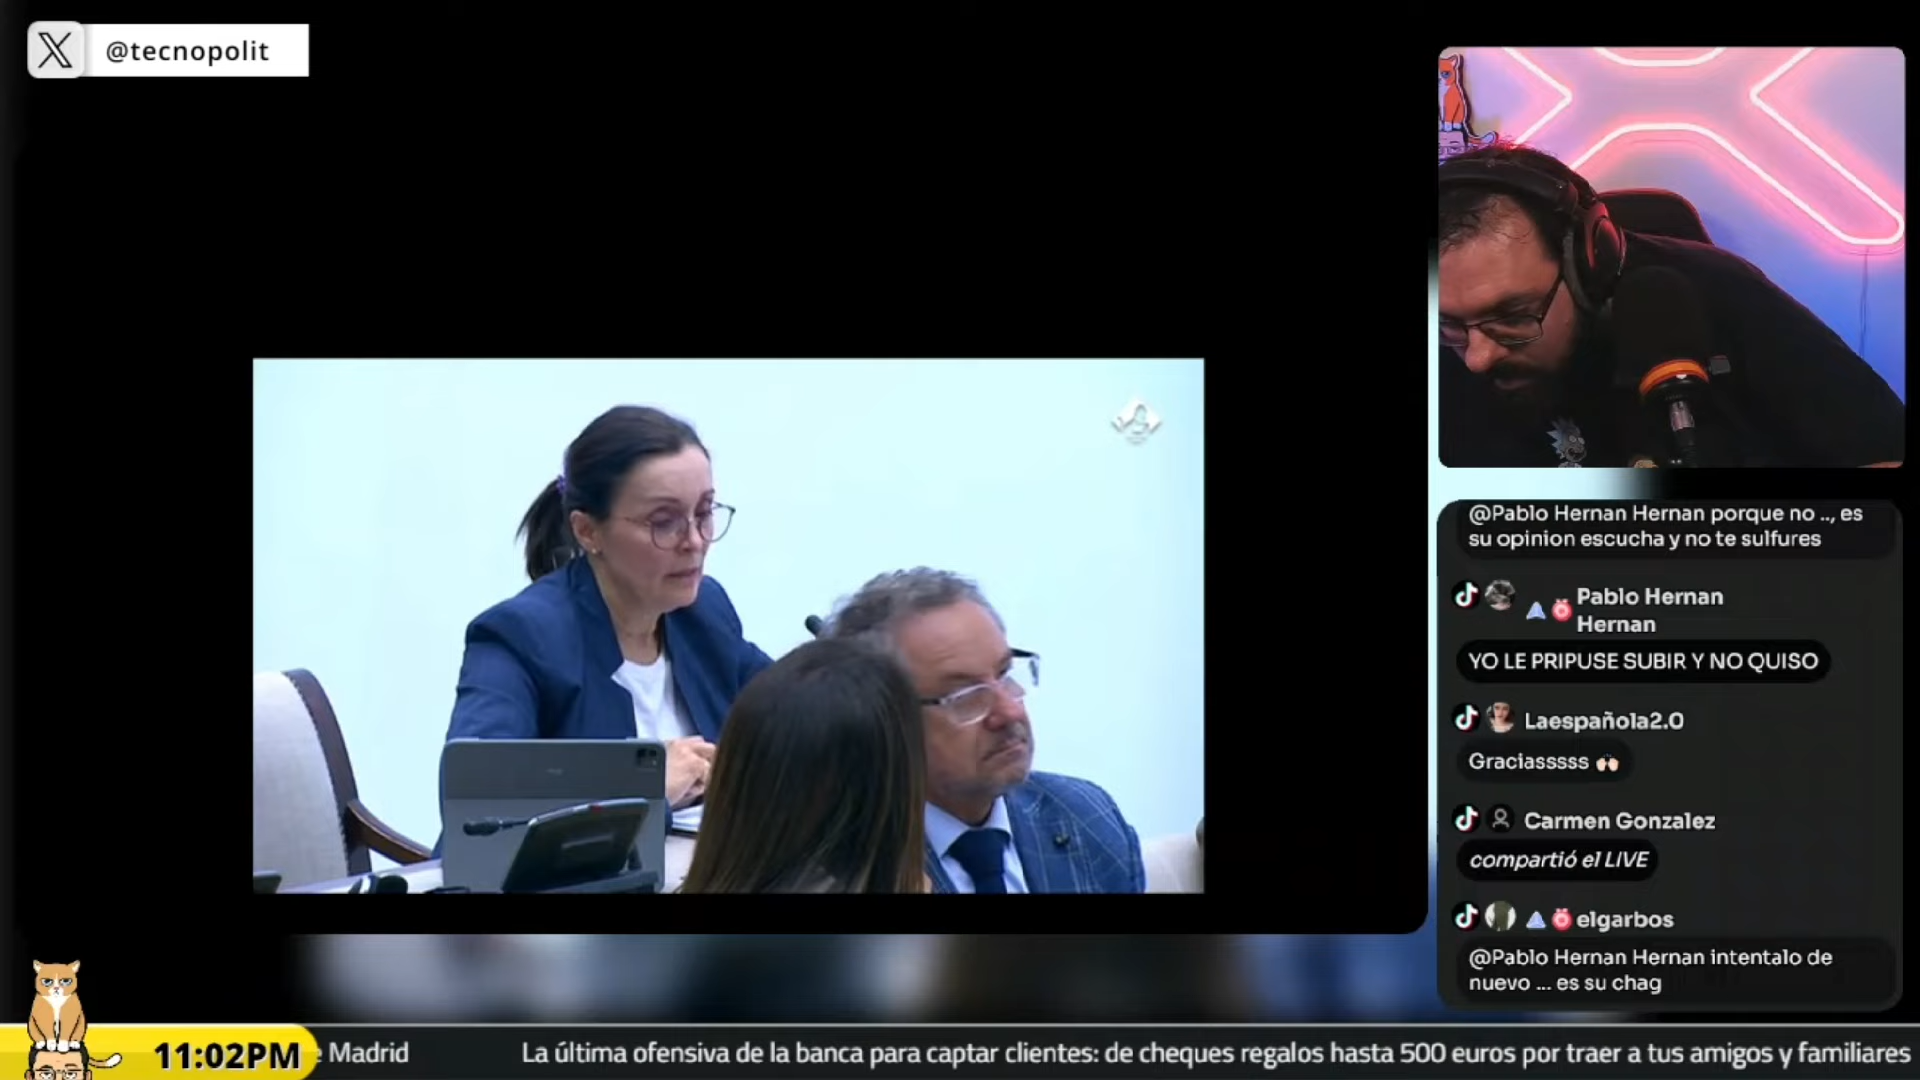 @tecnopolit
@Pablo Hernan Hernan porque no .., es
su opinion escucha y no te sulfures
Pablo Hernan
Hernan
YO LE PRIPUSE SUBIR Y NO QUISO
Laespañola2.0
Graciasssss 🙌🏻
Carmen Gonzalez
compartió el LIVE
elgarbos
@Pablo Hernan Hernan intentalo de
nuevo ... es su chag
11:02PM
e Madrid
La última ofensiva de la banca para captar clientes: de cheques regalos hasta 500 euros por traer a tus amigos y familiares